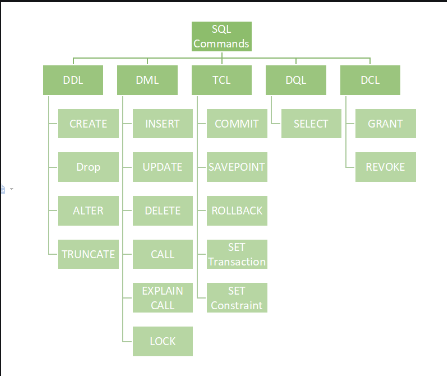 SQL
Commands
DDL
DML
TCL
DQL
DCL
CREATE
INSERT
COMMIT
SELECT
GRANT
Drop
UPDATE
SAVEPOINT
REVOKE
ALTER
DELETE
ROLLBACK
TRUNCATE
CALL
SET
Transaction
EXPLAIN
CALL
SET
Constraint
LOCK